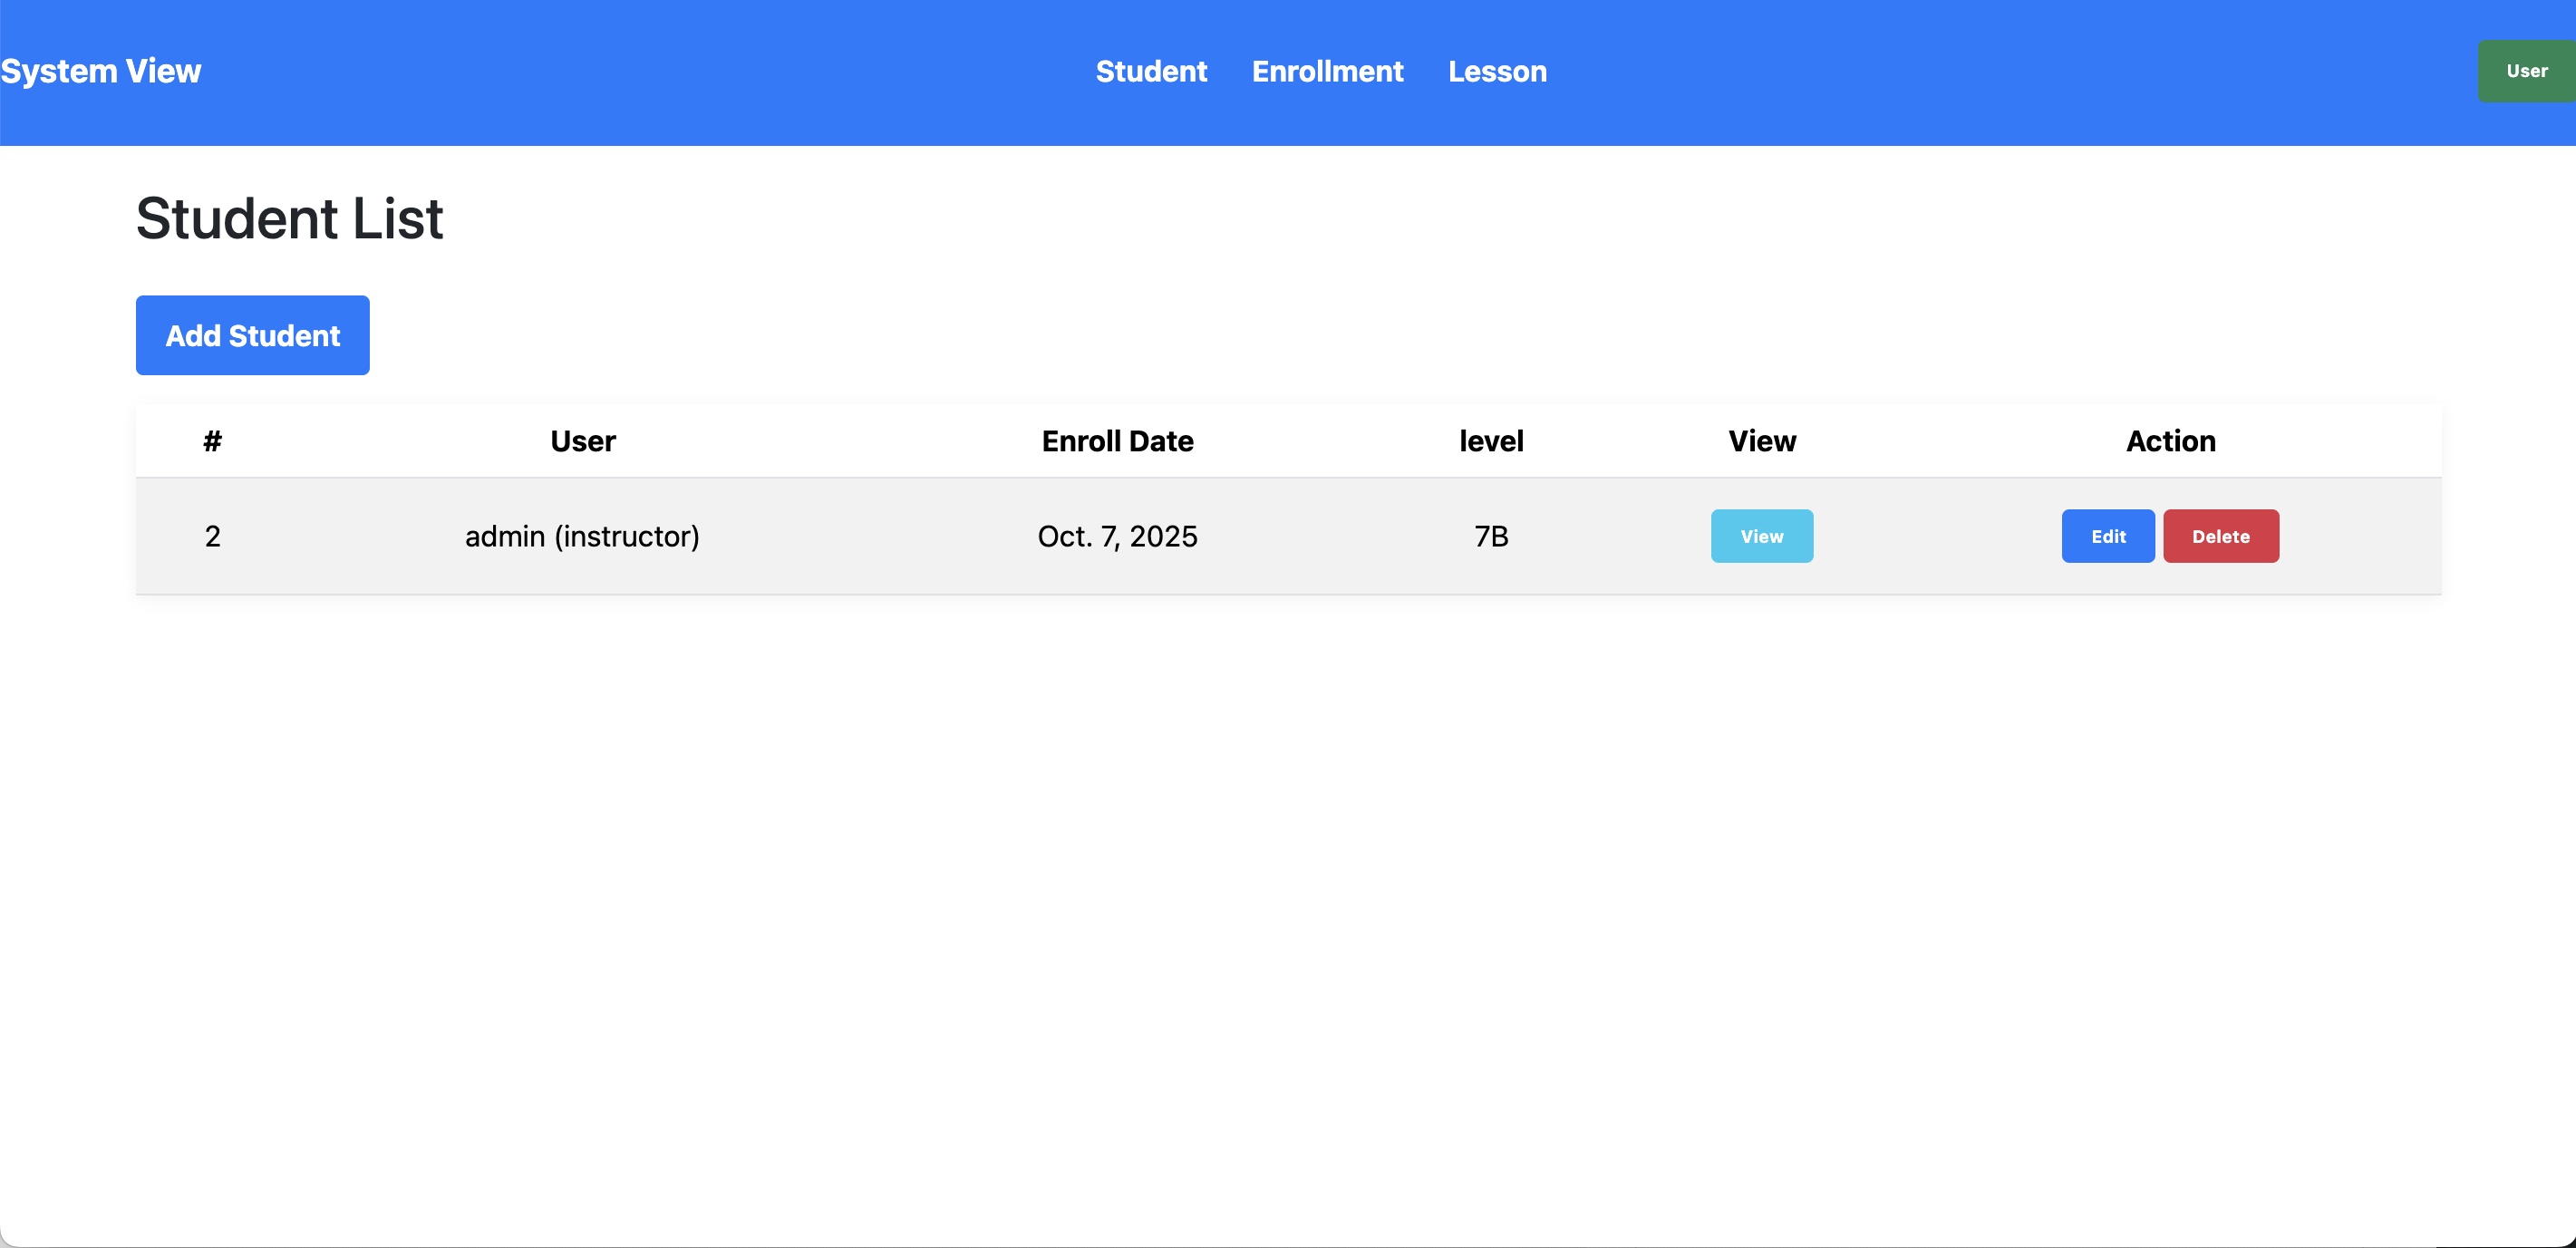 System View Student Enrollment Lesson User
Student List
Add Student
# User Enroll Date level View Action
2 admin (instructor) Oct. 7, 2025 7B View Edit Delete